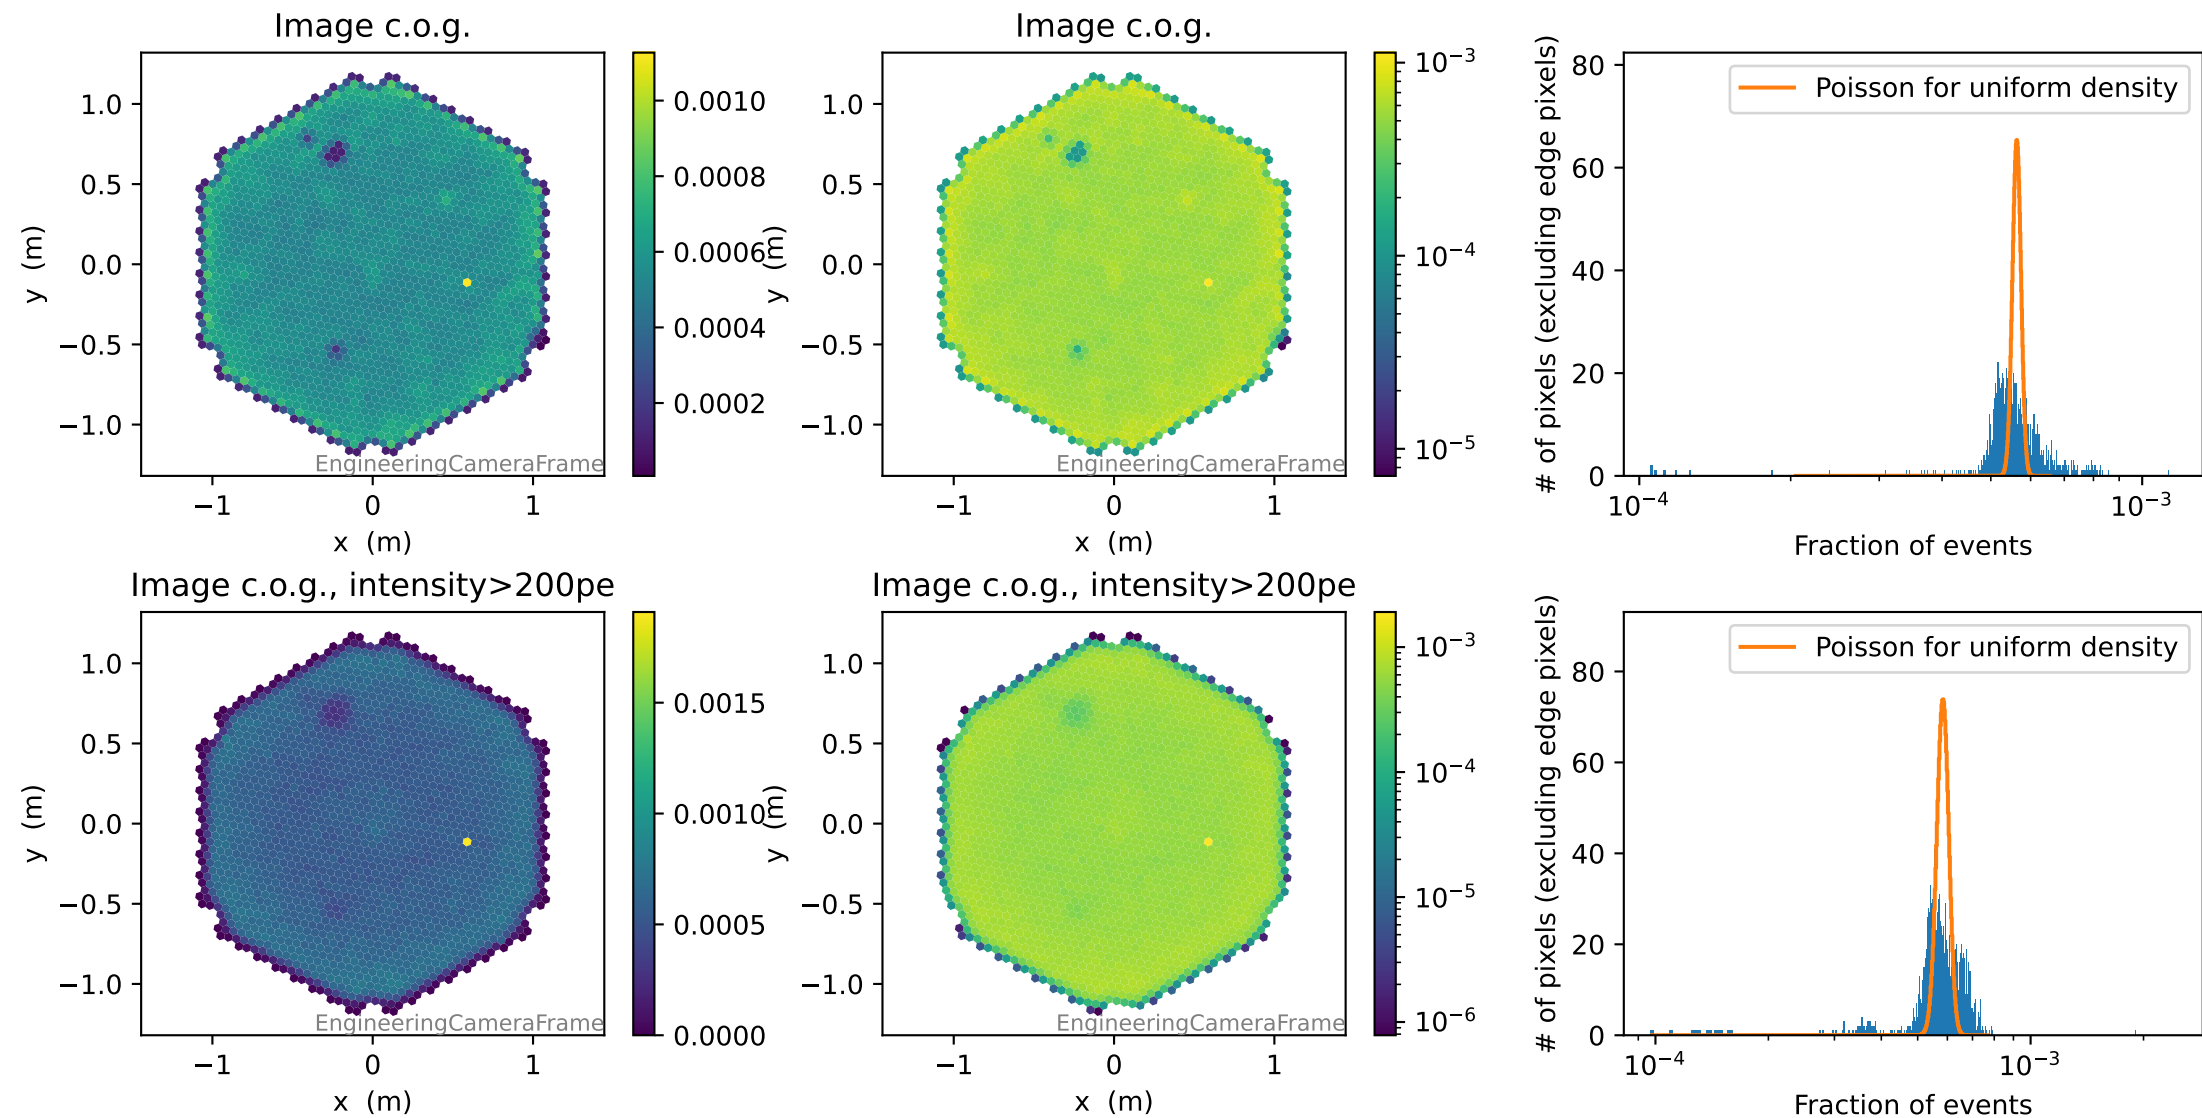 Image c.o.g.
y (m)
1.0
0.5
0.0
−0.5
−1.0
EngineeringCameraFrame
−1 0 1
x (m)
0.0010
0.0008
0.0006
0.0004
0.0002
Image c.o.g.
y (m)
1.0
0.5
0.0
−0.5
−1.0
EngineeringCameraFrame
−1 0 1
x (m)
10⁻³
10⁻⁴
10⁻⁵
# of pixels (excluding edge pixels)
80
60
40
20
0
Poisson for uniform density
10⁻⁴ 10⁻³
Fraction of events
Image c.o.g., intensity>200pe
y (m)
1.0
0.5
0.0
−0.5
−1.0
EngineeringCameraFrame
−1 0 1
x (m)
0.0015
0.0010
0.0005
0.0000
Image c.o.g., intensity>200pe
y (m)
1.0
0.5
0.0
−0.5
−1.0
EngineeringCameraFrame
−1 0 1
x (m)
10⁻³
10⁻⁴
10⁻⁵
10⁻⁶
# of pixels (excluding edge pixels)
80
60
40
20
0
Poisson for uniform density
10⁻⁴ 10⁻³
Fraction of events